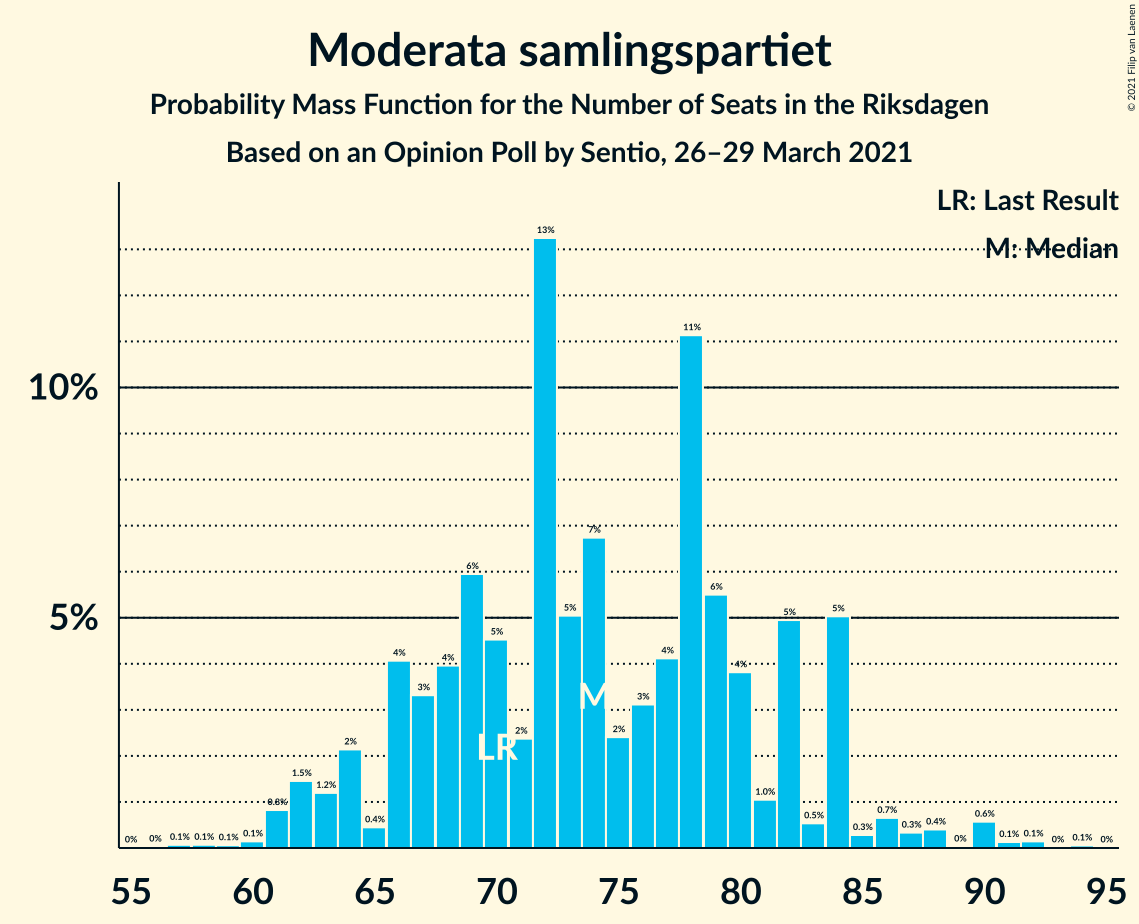 Moderata samlingspartiet
Probability Mass Function for the Number of Seats in the Riksdagen
Based on an Opinion Poll by Sentio, 26–29 March 2021
© 2021 Filip van Laenen
LR: Last Result
M: Median
10%
5%
0% 0% 0.1% 0.1% 0.1% 0.1% 0.8% 1.5% 1.2% 2% 0.4% 4% 3% 4% 6% 5% 2% 13% 5% 7% 2% 3% 4% 11% 6% 4% 1.0% 5% 0.5% 5% 0.3% 0.7% 0.3% 0.4% 0% 0.6% 0.1% 0.1% 0% 0.1% 0%
LR
M
55 60 65 70 75 80 85 90 95